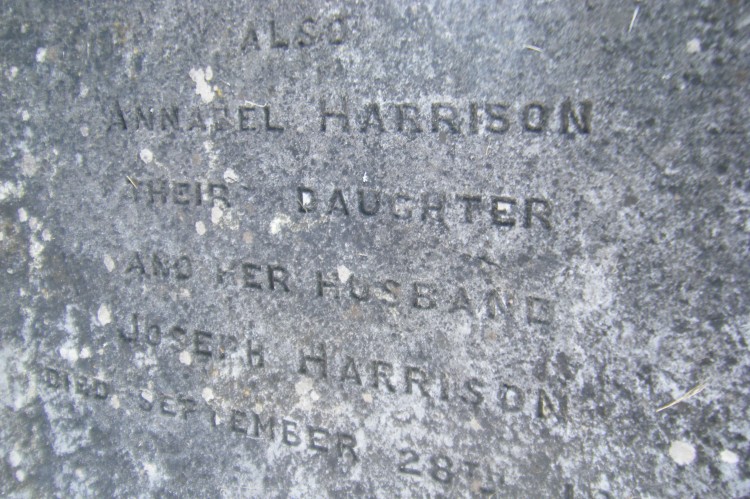 ALSO
ANNABEL HARRISON
THEIR DAUGHTER
AND HER HUSBAND
JOSEPH HARRISON
DIED SEPTEMBER 28TH